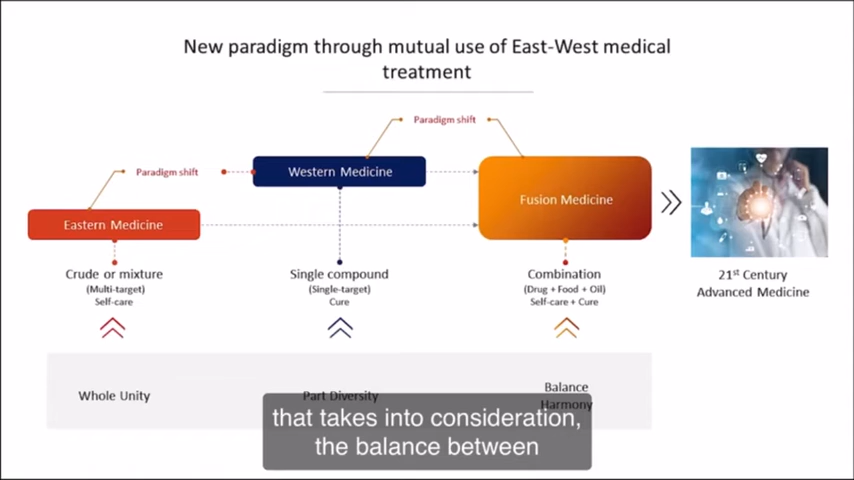 New paradigm through mutual use of East-West medical
treatment
Paradigm shift
Paradigm shift
Western Medicine
Fusion Medicine
Eastern Medicine
Crude or mixture
(Multi-target)
Self-care
Single compound
(Single-target)
Cure
Combination
(Drug + Food + Oil)
Self-care + Cure
21st Century
Advanced Medicine
Whole Unity
Part Diversity
Balance
Harmony
that takes into consideration,
the balance between